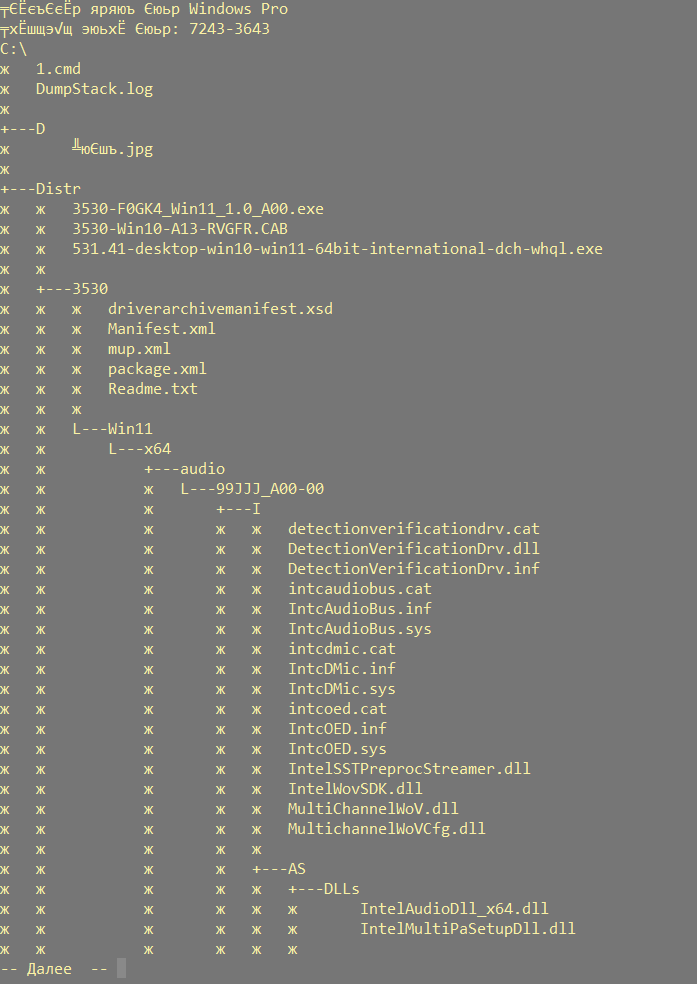 ╤ЄЁєъЄєЁр яряюъ Єюьр Windows Pro
╤хЁшщэ√щ эюьхЁ Єюьр: 7243-3643
C:\
ж   1.cmd
ж   DumpStack.log
ж
+---D
ж       ╩юЄшъ.jpg
ж
+---Distr
ж   ж   3530-F0GK4_Win11_1.0_A00.exe
ж   ж   3530-Win10-A13-RVGFR.CAB
ж   ж   531.41-desktop-win10-win11-64bit-international-dch-whql.exe
ж   ж
ж   +---3530
ж   ж   ж   driverarchivemanifest.xsd
ж   ж   ж   Manifest.xml
ж   ж   ж   mup.xml
ж   ж   ж   package.xml
ж   ж   ж   Readme.txt
ж   ж   ж
ж   ж   L---Win11
ж   ж       L---x64
ж   ж           +---audio
ж   ж           ж   L---99JJJ_A00-00
ж   ж           ж       +---I
ж   ж           ж       ж   ж   detectionverificationdrv.cat
ж   ж           ж       ж   ж   DetectionVerificationDrv.dll
ж   ж           ж       ж   ж   DetectionVerificationDrv.inf
ж   ж           ж       ж   ж   intcaudiobus.cat
ж   ж           ж       ж   ж   IntcAudioBus.inf
ж   ж           ж       ж   ж   IntcAudioBus.sys
ж   ж           ж       ж   ж   intcdmic.cat
ж   ж           ж       ж   ж   IntcDMic.inf
ж   ж           ж       ж   ж   IntcDMic.sys
ж   ж           ж       ж   ж   intcoed.cat
ж   ж           ж       ж   ж   IntcOED.inf
ж   ж           ж       ж   ж   IntcOED.sys
ж   ж           ж       ж   ж   IntelSSTPreprocStreamer.dll
ж   ж           ж       ж   ж   IntelWovSDK.dll
ж   ж           ж       ж   ж   MultiChannelWoV.dll
ж   ж           ж       ж   ж   MultichannelWoVCfg.dll
ж   ж           ж       ж   ж
ж   ж           ж       ж   +---AS
ж   ж           ж       ж   ж   +---DLLs
ж   ж           ж       ж   ж   ж       IntelAudioDll_x64.dll
ж   ж           ж       ж   ж   ж       IntelMultiPaSetupDll.dll
ж   ж           ж       ж   ж   ж
-- Далее  --